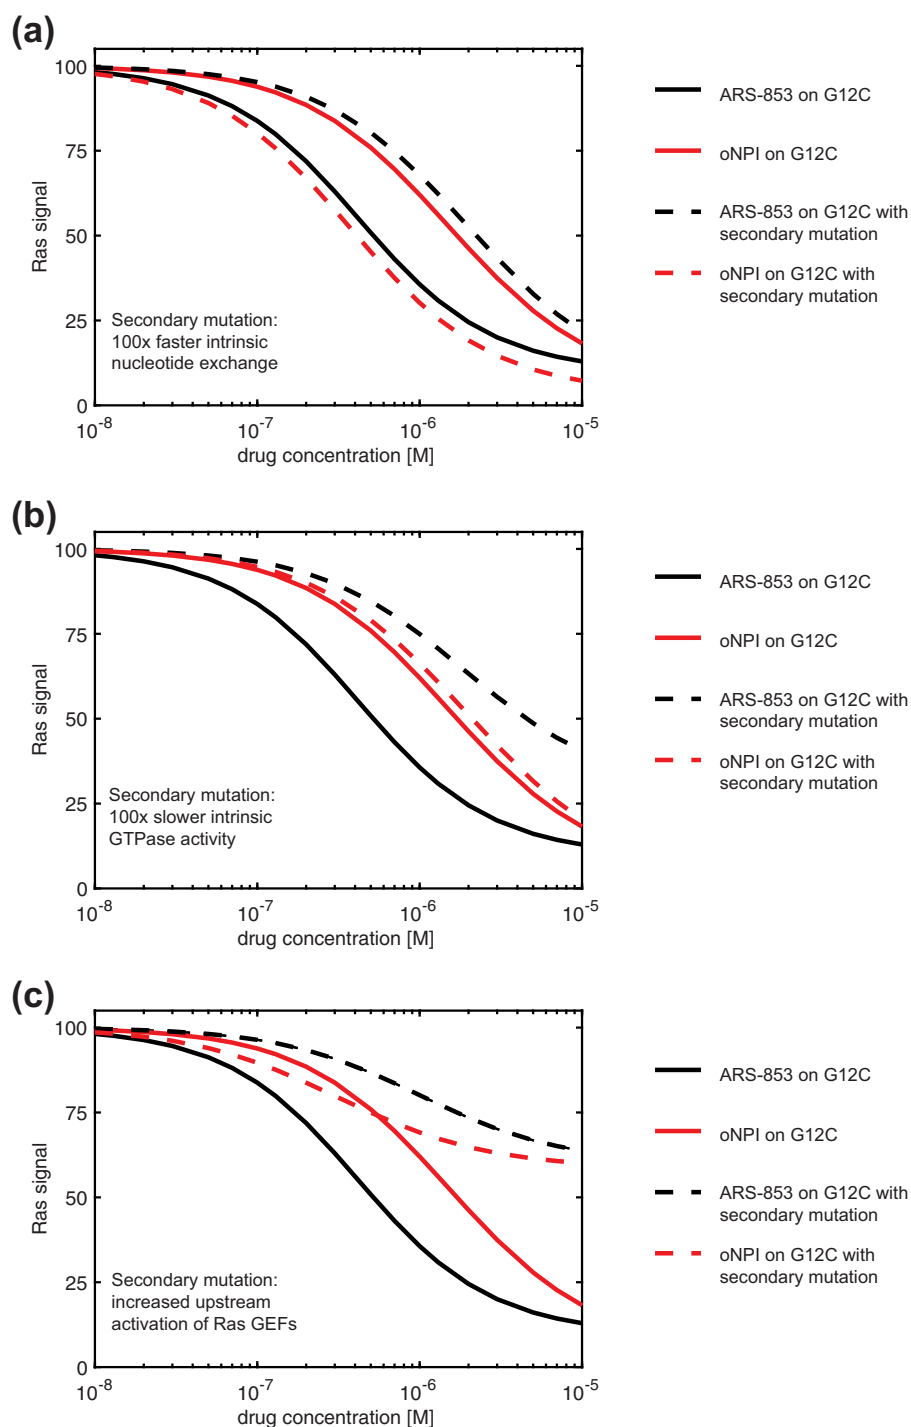 (a)
100
75
50
25
0
Ras signal
Secondary mutation:
100x faster intrinsic
nucleotide exchange
10-8
10-7
10-6
10-5
drug concentration [M]
ARS-853 on G12C
oNPI on G12C
ARS-853 on G12C with
secondary mutation
oNPI on G12C with
secondary mutation
(b)
100
75
50
25
0
Ras signal
Secondary mutation:
100x slower intrinsic
GTPase activity
10-8
10-7
10-6
10-5
drug concentration [M]
ARS-853 on G12C
oNPI on G12C
ARS-853 on G12C with
secondary mutation
oNPI on G12C with
secondary mutation
(c)
100
75
50
25
0
Ras signal
Secondary mutation:
increased upstream
activation of Ras GEFs
10-8
10-7
10-6
10-5
drug concentration [M]
ARS-853 on G12C
oNPI on G12C
ARS-853 on G12C with
secondary mutation
oNPI on G12C with
secondary mutation